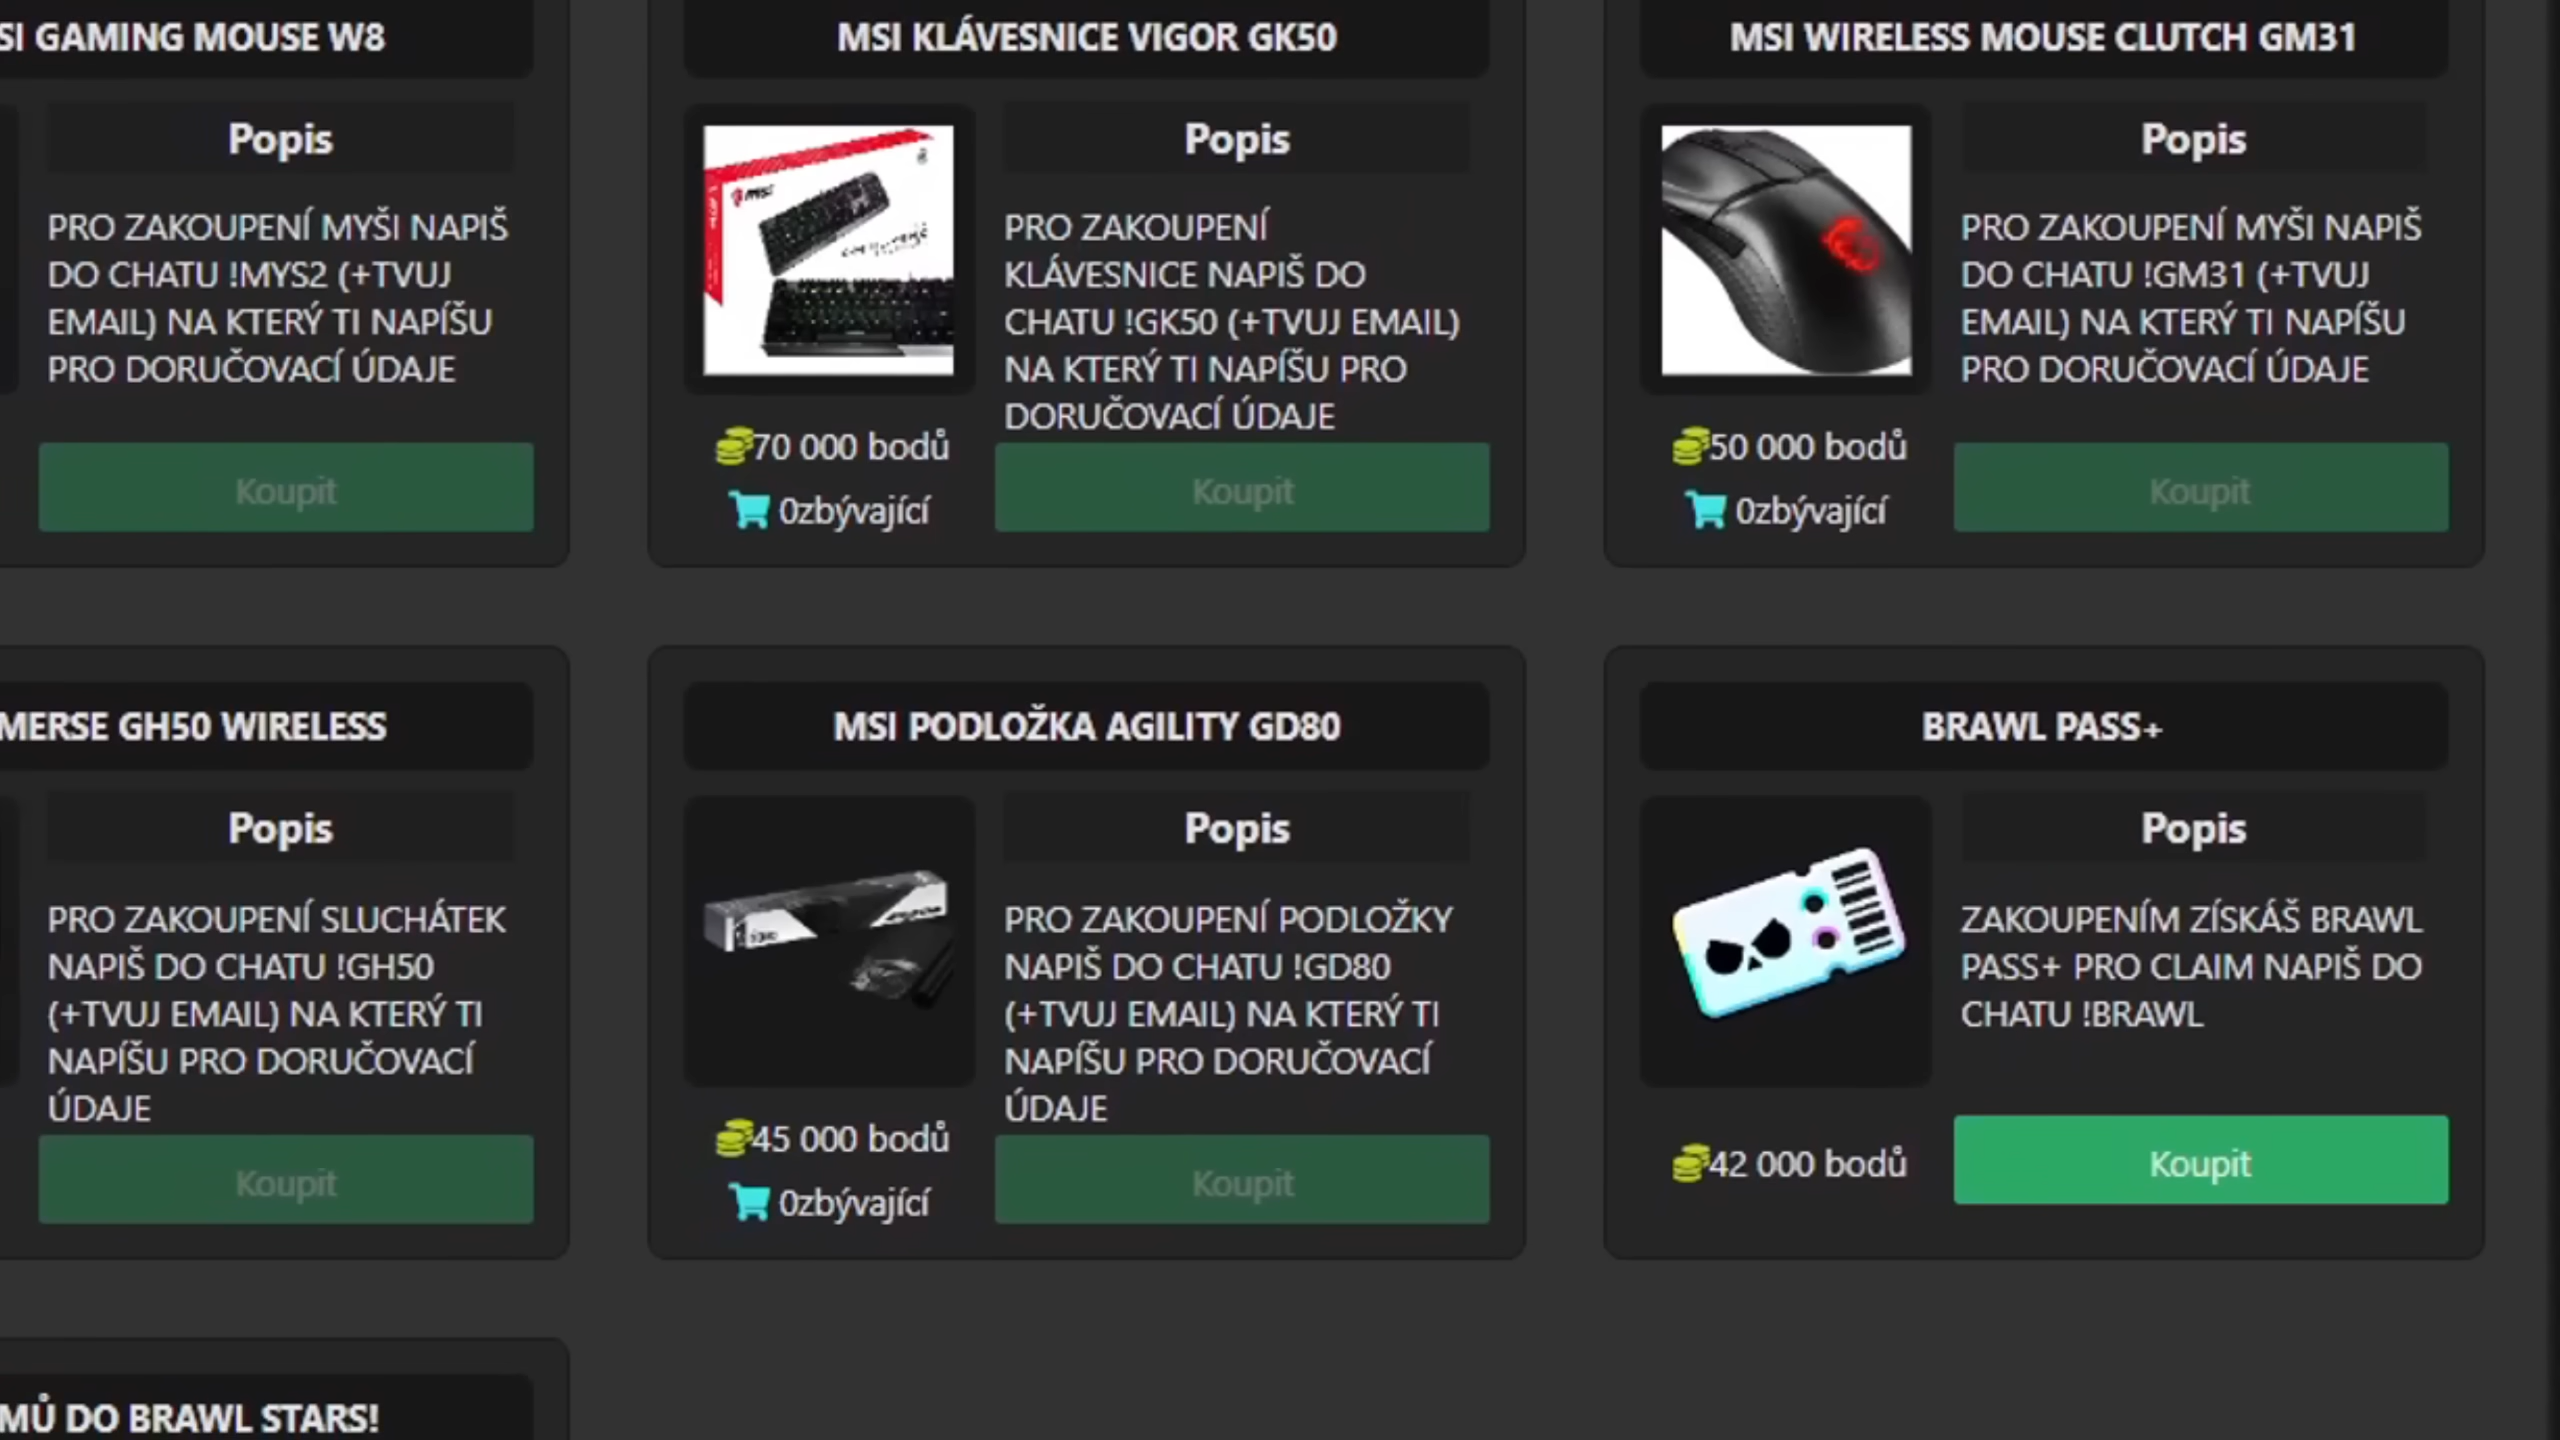 SI GAMING MOUSE W8
Popis
PRO ZAKOUPENÍ MYŠI NAPIŠ
DO CHATU !MYS2 (+TVUJ
EMAIL) NA KTERÝ TI NAPÍŠU
PRO DORUČOVACÍ ÚDAJE
Koupit
MSI KLÁVESNICE VIGOR GK50
msi
Popis
PRO ZAKOUPENÍ
KLÁVESNICE NAPIŠ DO
CHATU !GK50 (+TVUJ EMAIL)
NA KTERÝ TI NAPÍŠU PRO
DORUČOVACÍ ÚDAJE
70 000 bodů
0zbývající
Koupit
MSI WIRELESS MOUSE CLUTCH GM31
Popis
PRO ZAKOUPENÍ MYŠI NAPIŠ
DO CHATU !GM31 (+TVUJ
EMAIL) NA KTERÝ TI NAPÍŠU
PRO DORUČOVACÍ ÚDAJE
50 000 bodů
0zbývající
Koupit
MERSE GH50 WIRELESS
Popis
PRO ZAKOUPENÍ SLUCHÁTEK
NAPIŠ DO CHATU !GH50
(+TVUJ EMAIL) NA KTERÝ TI
NAPÍŠU PRO DORUČOVACÍ
ÚDAJE
Koupit
MSI PODLOŽKA AGILITY GD80
Popis
PRO ZAKOUPENÍ PODLOŽKY
NAPIŠ DO CHATU !GD80
(+TVUJ EMAIL) NA KTERÝ TI
NAPÍŠU PRO DORUČOVACÍ
ÚDAJE
45 000 bodů
0zbývající
Koupit
BRAWL PASS+
Popis
ZAKOUPENÍM ZÍSKÁŠ BRAWL
PASS+ PRO CLAIM NAPIŠ DO
CHATU !BRAWL
42 000 bodů
Koupit
MŮ DO BRAWL STARS!